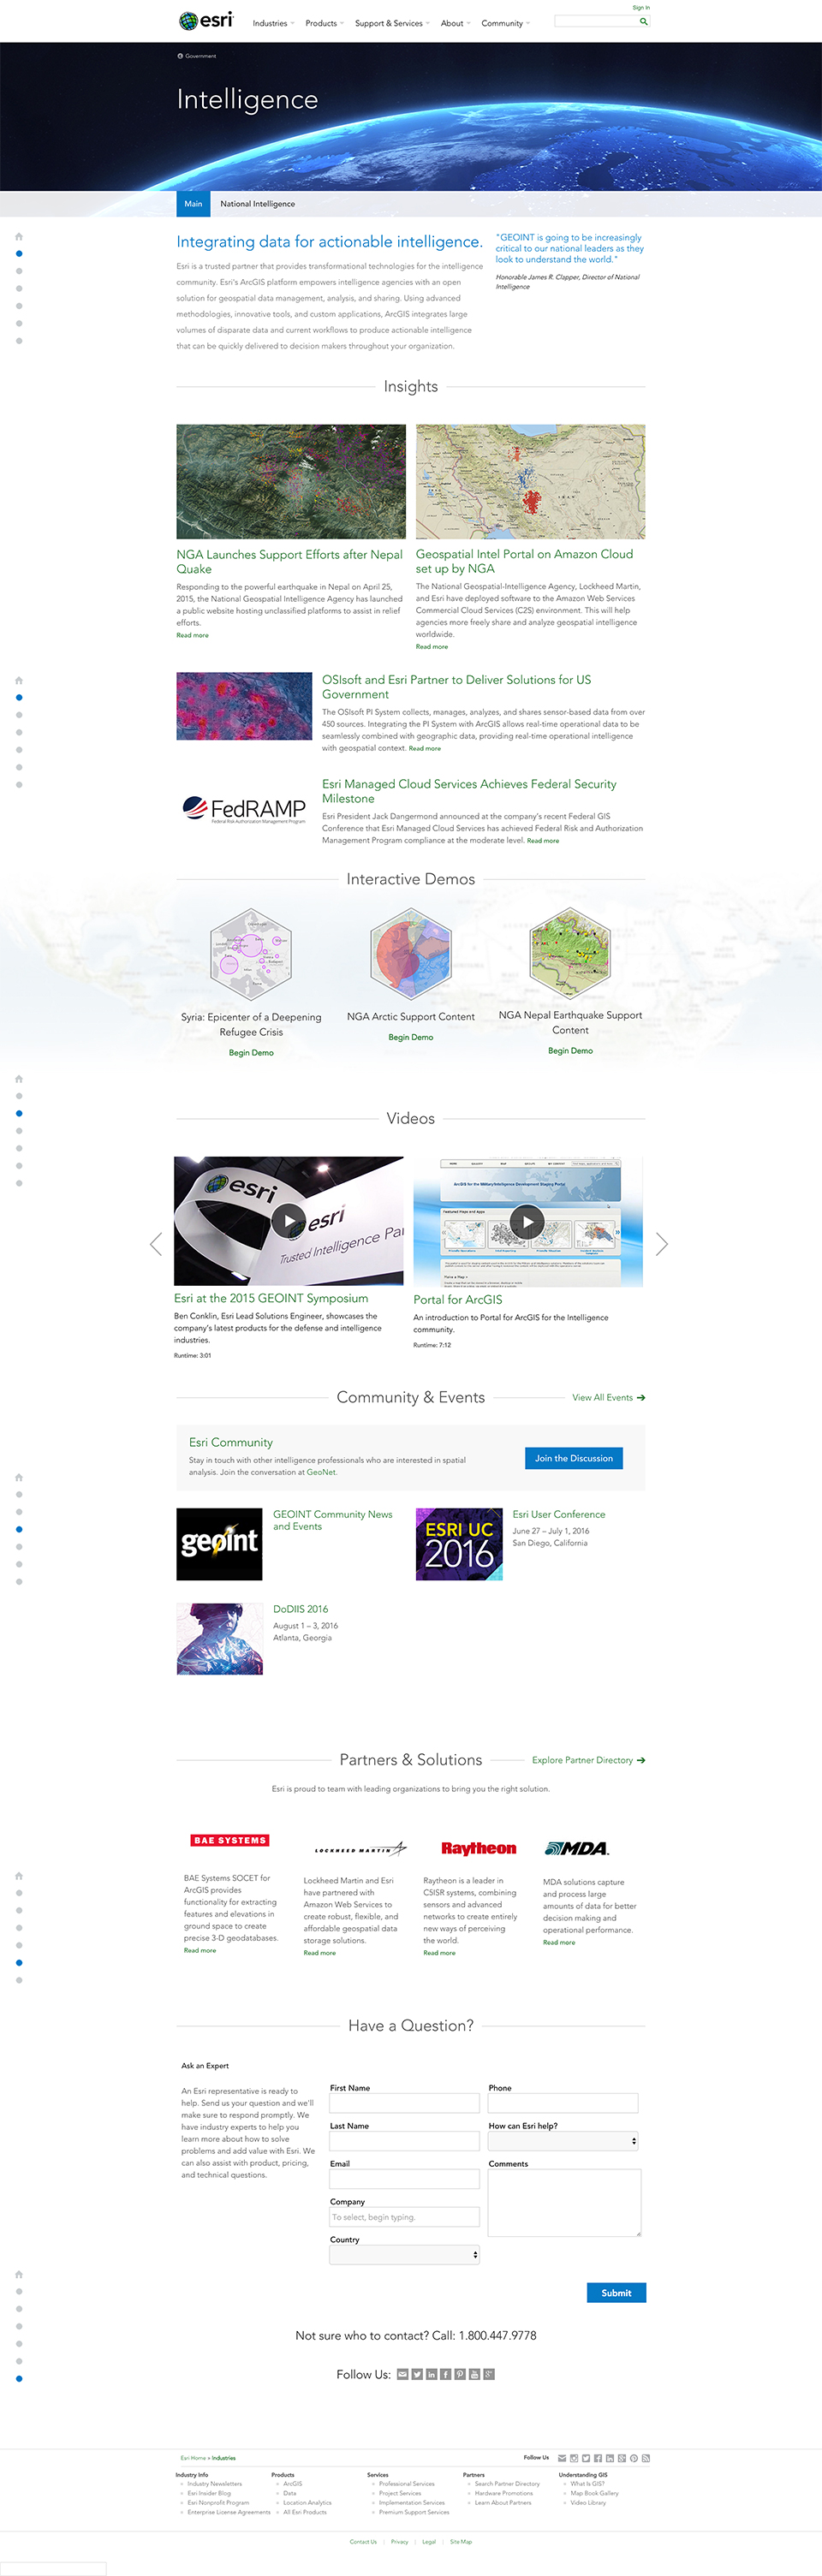 esri
Sign In
Industries
Products
Support & Services
About
Community
Government
Intelligence
Main
National Intelligence
Integrating data for actionable intelligence.
Esri is a trusted partner that provides transformational technologies for the intelligence
community. Esri's ArcGIS platform empowers intelligence agencies with an open
solution for geospatial data management, analysis, and sharing. Using advanced
methodologies, innovative tools, and custom applications, ArcGIS integrates large
volumes of disparate data and current workflows to produce actionable intelligence
that can be quickly delivered to decision makers throughout your organization.
"GEOINT is going to be increasingly
critical to our national leaders as they
look to understand the world."
Honorable James R. Clapper, Director of National
Intelligence
Insights
NGA Launches Support Efforts after Nepal
Quake
Responding to the powerful earthquake in Nepal on April 25,
2015, the National Geospatial Intelligence Agency has launched
a public website hosting unclassified platforms to assist in relief
efforts.
Read more
Geospatial Intel Portal on Amazon Cloud
set up by NGA
The National Geospatial-Intelligence Agency, Lockheed Martin,
and Esri have deployed software to the Amazon Web Services
Commercial Cloud Services (C2S) environment. This will help
agencies more freely share and analyze geospatial intelligence
worldwide.
Read more
OSIsoft and Esri Partner to Deliver Solutions for US
Government
The OSIsoft PI System collects, manages, analyzes, and shares sensor-based data from over
450 sources. Integrating the PI System with ArcGIS allows real-time operational data to be
seamlessly combined with geographic data, providing real-time operational intelligence
with geospatial context. Read more
FedRAMP
Federal Risk and Authorization Management Program
Esri Managed Cloud Services Achieves Federal Security
Milestone
Esri President Jack Dangermond announced at the company's recent Federal GIS
Conference that Esri Managed Cloud Services has achieved Federal Risk and Authorization
Management Program compliance at the moderate level. Read more
Interactive Demos
Syria: Epicenter of a Deepening
Refugee Crisis
Begin Demo
NGA Arctic Support Content
Begin Demo
NGA Nepal Earthquake Support
Content
Begin Demo
Videos
esri
esri
Trusted Intelligence Par
ArcGIS for the Military/Intelligence Development Staging Portal
Featured Maps and Apps
Esri at the 2015 GEOINT Symposium
Ben Conklin, Esri Lead Solutions Engineer, showcases the
company's latest products for the defense and intelligence
industries.
Runtime: 3:01
Portal for ArcGIS
An introduction to Portal for ArcGIS for the Intelligence
community.
Runtime: 7:12
Community & Events
View All Events
Esri Community
Stay in touch with other intelligence professionals who are interested in spatial
analysis. Join the conversation at GeoNet.
Join the Discussion
geoint
GEOINT Community News
and Events
ESRI UC
2016
Esri User Conference
June 27 – July 1, 2016
San Diego, California
DoDIIS 2016
August 1 – 3, 2016
Atlanta, Georgia
Partners & Solutions
Explore Partner Directory
Esri is proud to team with leading organizations to bring you the right solution.
BAE SYSTEMS
BAE Systems SOCET for
ArcGIS provides
functionality for extracting
features and elevations in
ground space to create
precise 3-D geodatabases.
Read more
LOCKHEED MARTIN
Lockheed Martin and Esri
have partnered with
Amazon Web Services to
create robust, flexible, and
affordable geospatial data
storage solutions.
Read more
Raytheon
Raytheon is a leader in
C5ISR systems, combining
sensors and advanced
networks to create entirely
new ways of perceiving
the world.
Read more
MDA
MDA solutions capture
and process large
amounts of data for better
decision making and
operational performance.
Read more
Have a Question?
Ask an Expert
An Esri representative is ready to
help. Send us your question and we'll
make sure to respond promptly. We
have industry experts to help you
learn more about how to solve
problems and add value with Esri. We
can also assist with product, pricing,
and technical questions.
First Name
Last Name
Email
Company
To select, begin typing.
Country
Phone
How can Esri help?
Comments
Submit
Not sure who to contact? Call: 1.800.447.9778
Follow Us:
Esri Home » Industries
Follow Us
Industry Info
Industry Newsletters
Esri Insider Blog
Esri Nonprofit Program
Enterprise License Agreements
Products
ArcGIS
Data
Location Analytics
All Esri Products
Services
Professional Services
Project Services
Implementation Services
Premium Support Services
Partners
Search Partner Directory
Hardware Promotions
Learn About Partners
Understanding GIS
What Is GIS?
Map Book Gallery
Video Library
Contact Us | Privacy | Legal | Site Map